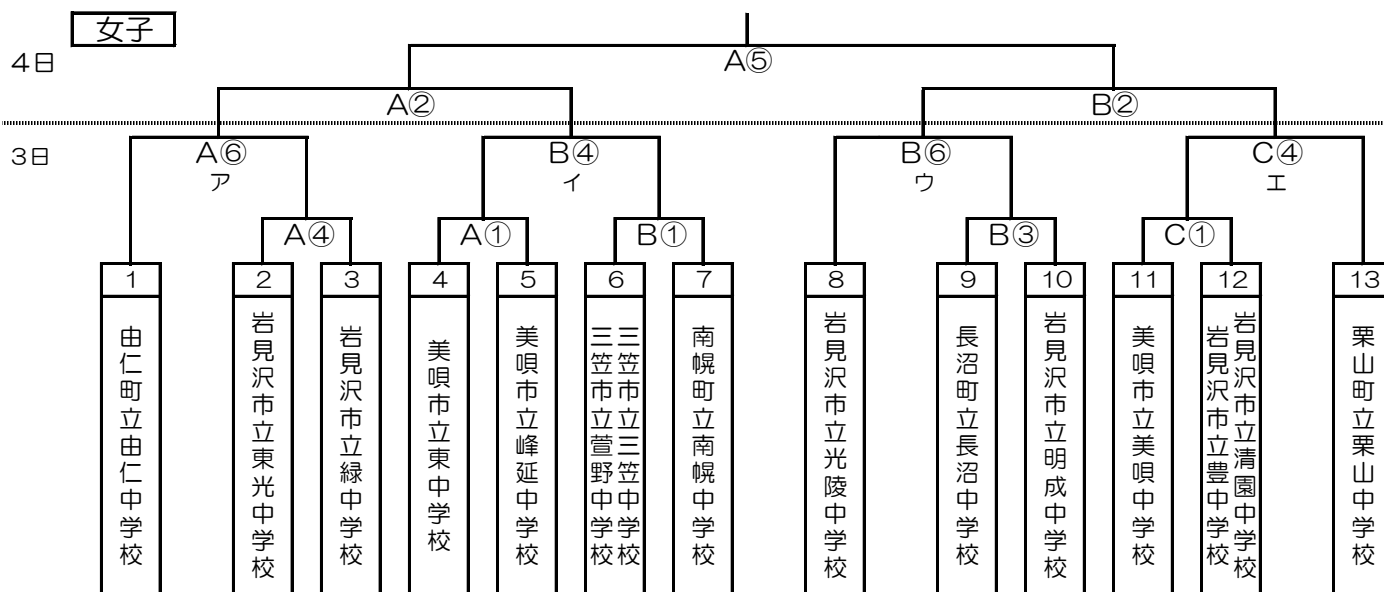 女子
4日
A⑤
A②
B②
3日
A⑥
B④
B⑥
C④
ア
イ
ウ
エ
A④
A①
B①
B③
C①
1
2
3
4
5
6
7
8
9
10
11
12
13
由仁町立由仁中学校
岩見沢市立東光中学校
岩見沢市立緑中学校
美唄市立東中学校
美唄市立峰延中学校
三笠市立三笠中学校
三笠市立萱野中学校
南幌町立南幌中学校
岩見沢市立光陵中学校
長沼町立長沼中学校
岩見沢市立明成中学校
美唄市立美唄中学校
岩見沢市立清園中学校
岩見沢市立豊中学校
栗山町立栗山中学校